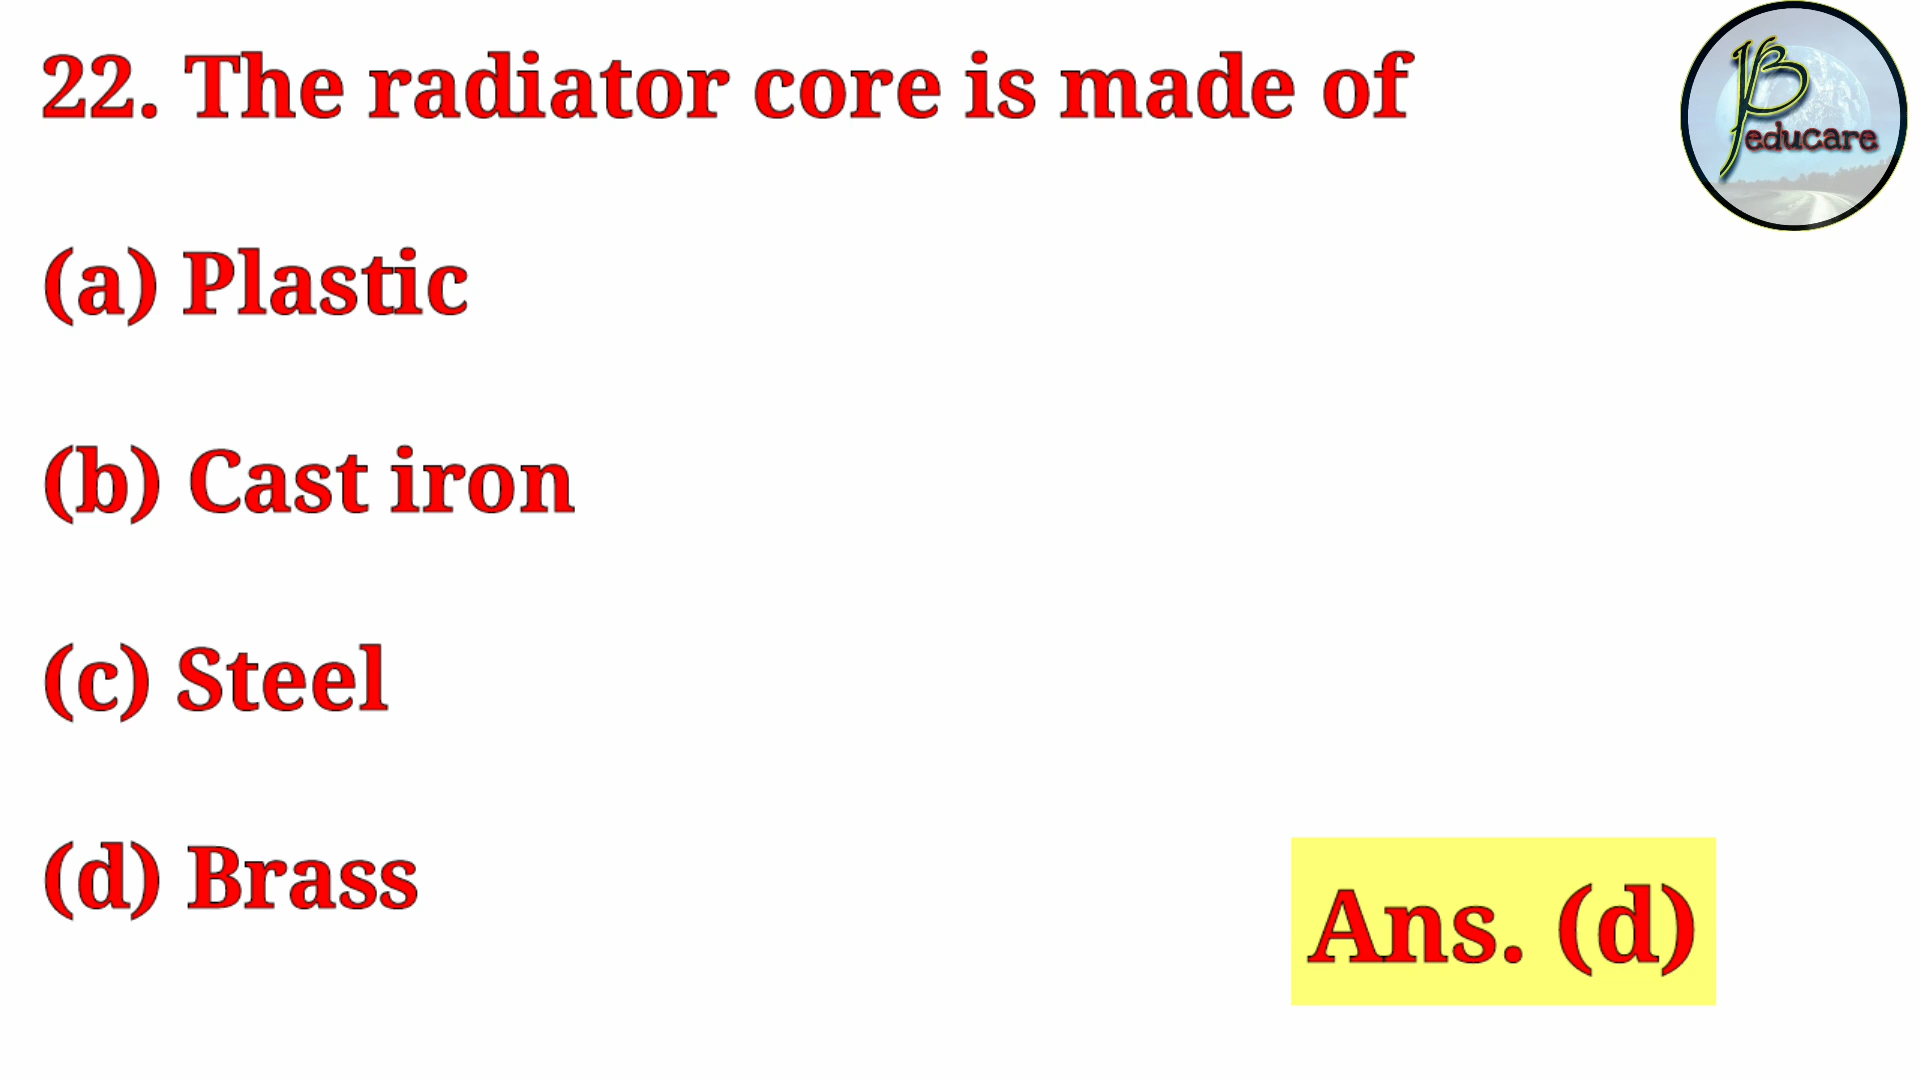 22. The radiator core is made of
(a) Plastic
(b) Cast iron
(c) Steel
(d) Brass
Ans. (d)
educare